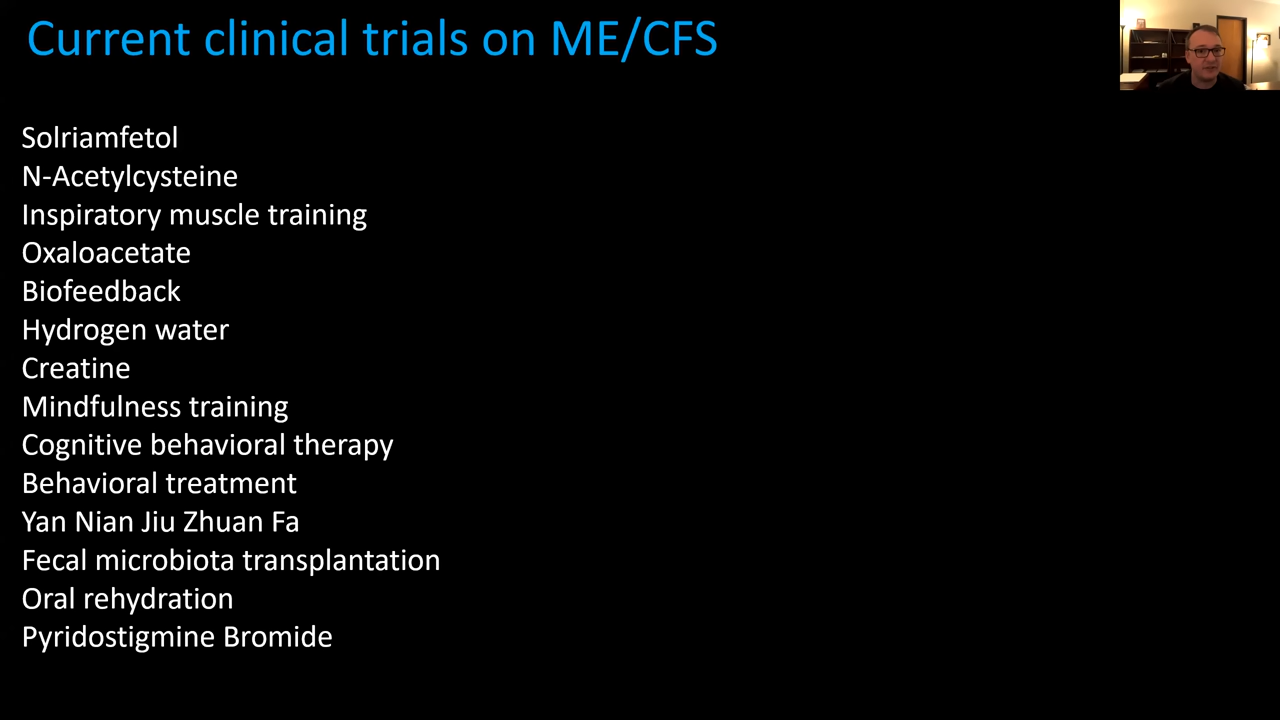 Current clinical trials on ME/CFS
Solriamfetol
N-Acetylcysteine
Inspiratory muscle training
Oxaloacetate
Biofeedback
Hydrogen water
Creatine
Mindfulness training
Cognitive behavioral therapy
Behavioral treatment
Yan Nian Jiu Zhuan Fa
Fecal microbiota transplantation
Oral rehydration
Pyridostigmine Bromide